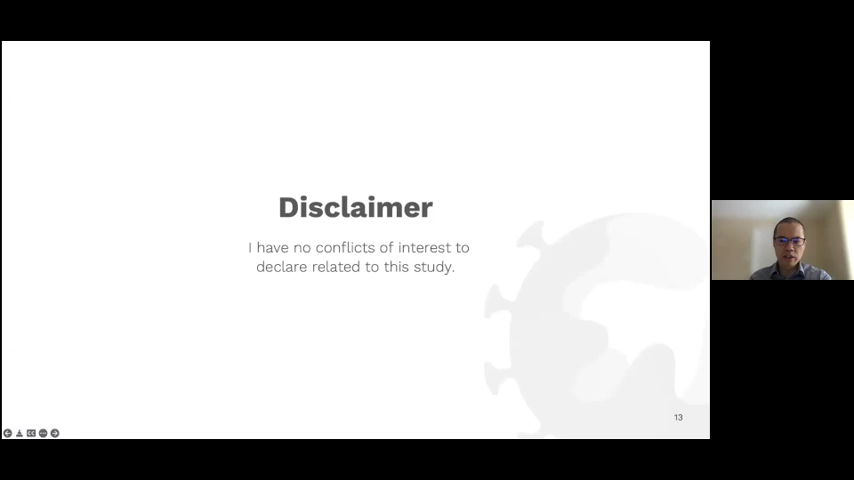 Disclaimer
I have no conflicts of interest to
declare related to this study.
13